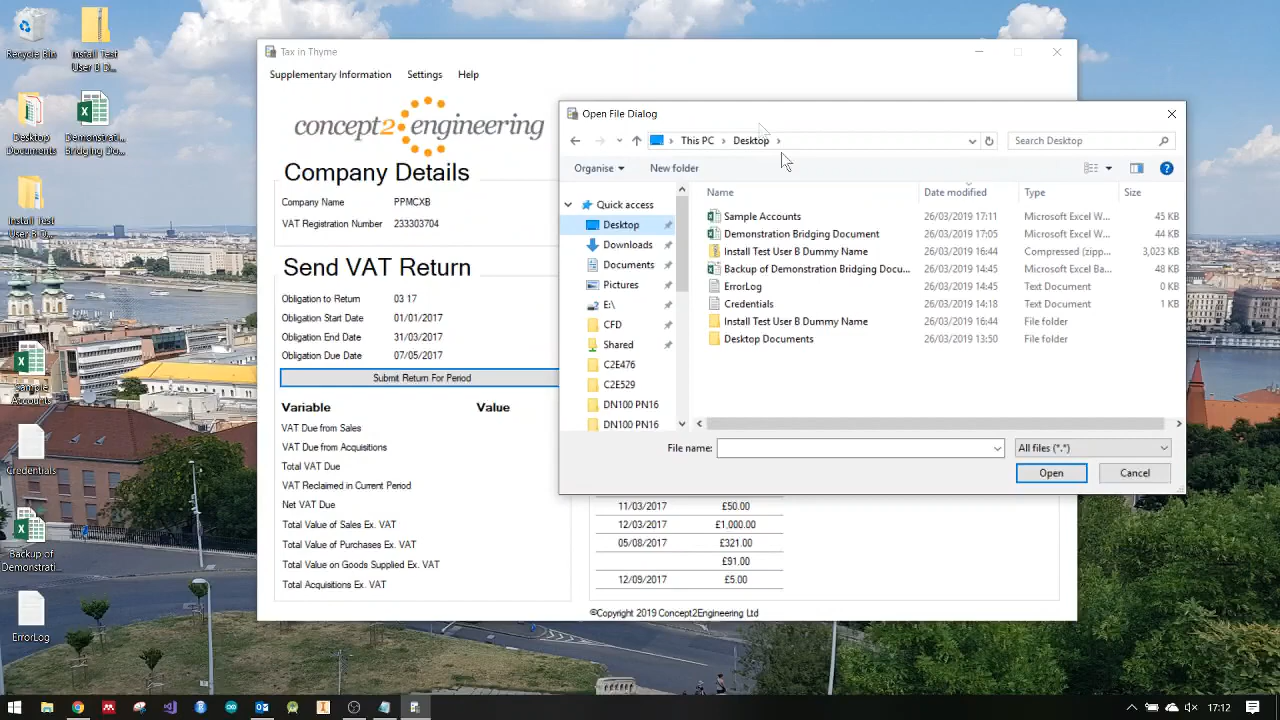 Recycle Bin
Install Test
User B D...
Desktop
Documents
Demonstrati...
Bridging Do...
Install Test
User B D...
Sample
Accounts
Credentials
Backup of
Demonstrati...
ErrorLog
Tax in Thyme
Supplementary Information
Settings
Help
concept2engineering
Company Details
Company Name
PPMCXB
VAT Registration Number
233303704
Send VAT Return
Obligation to Return
03 17
Obligation Start Date
01/01/2017
Obligation End Date
31/03/2017
Obligation Due Date
07/05/2017
Submit Return For Period
Variable
Value
VAT Due from Sales
VAT Due from Acquisitions
Total VAT Due
VAT Reclaimed in Current Period
Net VAT Due
Total Value of Sales Ex. VAT
Total Value of Purchases Ex. VAT
Total Value on Goods Supplied Ex. VAT
Total Acquisitions Ex. VAT
11/03/2017 £50.00
12/03/2017 £1,000.00
05/08/2017 £321.00
£91.00
12/09/2017 £5.00
©Copyright 2019 Concept2Engineering Ltd
Open File Dialog
This PC
Desktop
Search Desktop
Organise
New folder
Quick access
Desktop
Downloads
Documents
Pictures
E:\
CFD
Shared
C2E476
C2E529
DN100 PN16
DN100 PN16
Name Date modified Type Size
Sample Accounts 26/03/2019 17:11 Microsoft Excel W... 45 KB
Demonstration Bridging Document 26/03/2019 17:05 Microsoft Excel W... 44 KB
Install Test User B Dummy Name 26/03/2019 16:44 Compressed (zipp... 3,023 KB
Backup of Demonstration Bridging Docu... 26/03/2019 14:45 Microsoft Excel Ba... 48 KB
ErrorLog 26/03/2019 14:45 Text Document 0 KB
Credentials 26/03/2019 14:18 Text Document 1 KB
Install Test User B Dummy Name 26/03/2019 16:44 File folder
Desktop Documents 26/03/2019 13:50 File folder
File name:
All files (*.*)
Open
Cancel
17:12